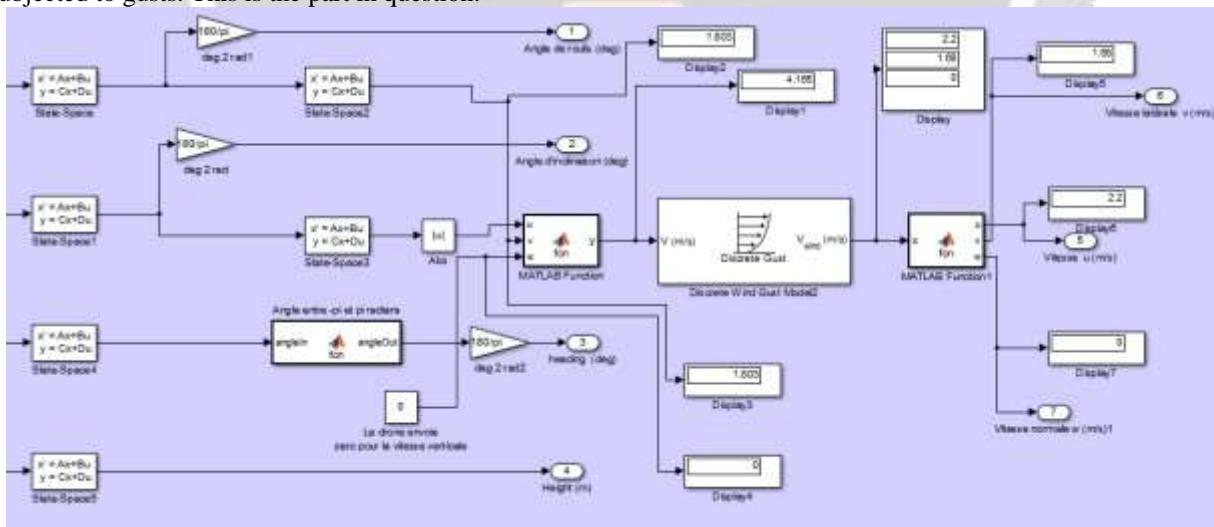 ubjected to gusts. This is the part in question.
180/pi
deg 2 rad1
1
Angle de roulis (deg)
1.803
Display2
2.2
1.66
0
Display
1.66
Display5
x' = Ax+Bu
y = Cx+Du
State-Space
x' = Ax+Bu
y = Cx+Du
State-Space2
4.165
Display1
6
Vitesse latérale v (m/s)
180/pi
deg 2 rad
2
Angle d'inclinaison (deg)
x' = Ax+Bu
y = Cx+Du
State-Space1
x' = Ax+Bu
y = Cx+Du
State-Space3
|u|
Abs
u
v
w
fcn
y
MATLAB Function
V (m/s)
Discrete Gust
V wind (m/s)
Discrete Wind Gust Model2
x
fcn
u
v
w
MATLAB Function1
2.2
Display6
5
Vitesse u (m/s)
Angle entre -pi et pi radians
x' = Ax+Bu
y = Cx+Du
State-Space4
angleIn
fcn
angleOut
180/pi
deg 2 rad2
3
heading (deg)
0
Display7
0
Le drone envoie
zero pour la vitesse verticale
1.803
Display3
7
Vitesse normale w (m/s)1
x' = Ax+Bu
y = Cx+Du
State-Space5
4
Height (m)
0
Display4